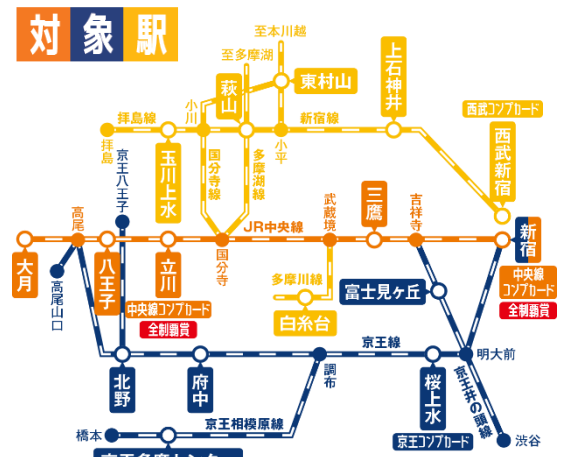 対象駅
至本川越
至多摩湖
上石神井
東村山
萩山
小川
西武コンプカード
拝島線
新宿線
拝島
玉川上水
国分寺線
多摩湖線
小平
西武新宿
京王八王子
高尾
武蔵境
三鷹
吉祥寺
JR中央線
新宿
大月
高尾山口
八王子
立川
国分寺
中央線コンプカード
全制覇賞
多摩川線
白糸台
富士見ヶ丘
中央線
コンプカード
全制覇賞
京王線
北野
府中
調布
桜上水
明大前
京王井の頭線
京王相模原線
橋本
京王コンプカード
渋谷
京王多摩センター